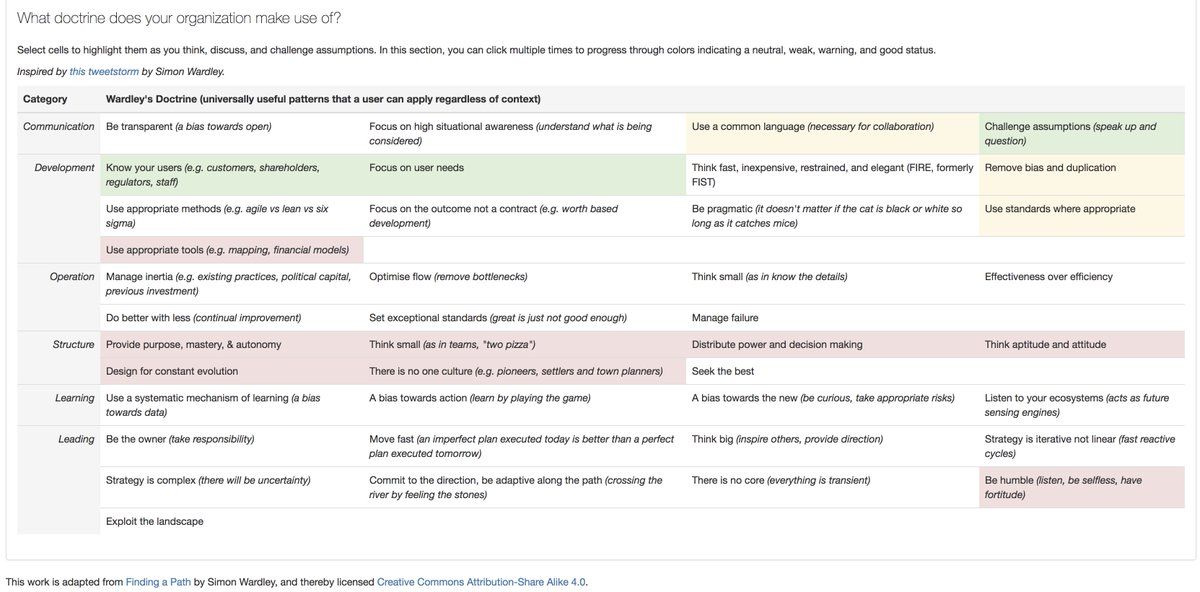 What doctrine does your organization make use of?
Select cells to highlight them as you think, discuss, and challenge assumptions. In this section, you can click multiple times to progress through colors indicating a neutral, weak, warning, and good status.
Inspired by this tweetstorm by Simon Wardley.
Category
Wardley's Doctrine (universally useful patterns that a user can apply regardless of context)
Communication
Be transparent (a bias towards open)
Focus on high situational awareness (understand what is being
considered)
Use a common language (necessary for collaboration)
Challenge assumptions (speak up and
question)
Development
Know your users (e.g. customers, shareholders,
regulators, staff)
Focus on user needs
Think fast, inexpensive, restrained, and elegant (FIRE, formerly
FIST)
Remove bias and duplication
Use appropriate methods (e.g. agile vs lean vs six
sigma)
Focus on the outcome not a contract (e.g. worth based
development)
Be pragmatic (it doesn't matter if the cat is black or white so
long as it catches mice)
Use standards where appropriate
Use appropriate tools (e.g. mapping, financial models)
Operation
Manage inertia (e.g. existing practices, political capital,
previous investment)
Optimise flow (remove bottlenecks)
Think small (as in know the details)
Effectiveness over efficiency
Do better with less (continual improvement)
Set exceptional standards (great is just not good enough)
Manage failure
Structure
Provide purpose, mastery, & autonomy
Think small (as in teams, "two pizza")
Distribute power and decision making
Think aptitude and attitude
Design for constant evolution
There is no one culture (e.g. pioneers, settlers and town planners)
Seek the best
Learning
Use a systematic mechanism of learning (a bias
towards data)
A bias towards action (learn by playing the game)
A bias towards the new (be curious, take appropriate risks)
Listen to your ecosystems (acts as future
sensing engines)
Leading
Be the owner (take responsibility)
Move fast (an imperfect plan executed today is better than a perfect
plan executed tomorrow)
Think big (inspire others, provide direction)
Strategy is iterative not linear (fast reactive
cycles)
Strategy is complex (there will be uncertainty)
Commit to the direction, be adaptive along the path (crossing the
river by feeling the stones)
There is no core (everything is transient)
Be humble (listen, be selfless, have
fortitude)
Exploit the landscape
This work is adapted from Finding a Path by Simon Wardley, and thereby licensed Creative Commons Attribution-Share Alike 4.0.